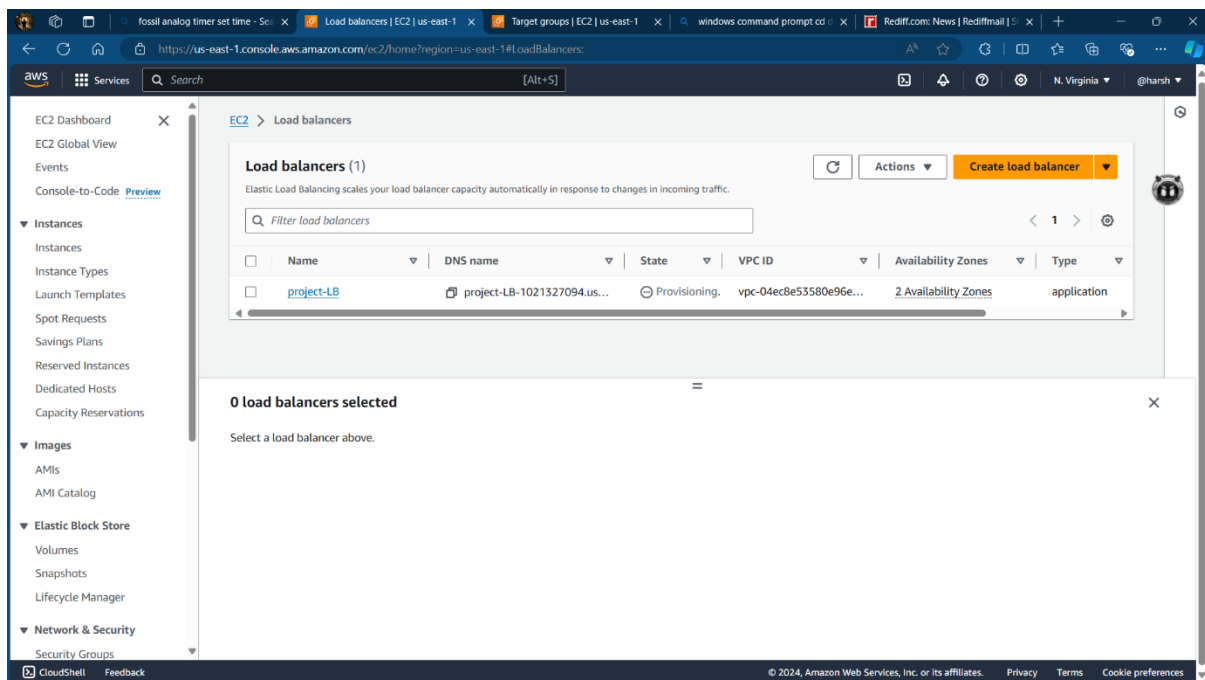 fossil analog timer set time - Sea
Load balancers | EC2 | us-east-1
Target groups | EC2 | us-east-1
windows command prompt cd d
Rediff.com: News | Rediffmail | S
https://us-east-1.console.aws.amazon.com/ec2/home?region=us-east-1#LoadBalancers:
aws
Services
Search
[Alt+S]
N. Virginia
@harsh
EC2 Dashboard
EC2 Global View
Events
Console-to-Code Preview
Instances
Instances
Instance Types
Launch Templates
Spot Requests
Savings Plans
Reserved Instances
Dedicated Hosts
Capacity Reservations
Images
AMIs
AMI Catalog
Elastic Block Store
Volumes
Snapshots
Lifecycle Manager
Network & Security
Security Groups
EC2 > Load balancers
Load balancers (1)
Actions
Create load balancer
Elastic Load Balancing scales your load balancer capacity automatically in response to changes in incoming traffic.
Filter load balancers
1
Name DNS name State VPC ID Availability Zones Type
project-LB project-LB-1021327094.us... Provisioning. vpc-04ec8e53580e96e... 2 Availability Zones application
0 load balancers selected
Select a load balancer above.
CloudShell Feedback © 2024, Amazon Web Services, Inc. or its affiliates. Privacy Terms Cookie preferences